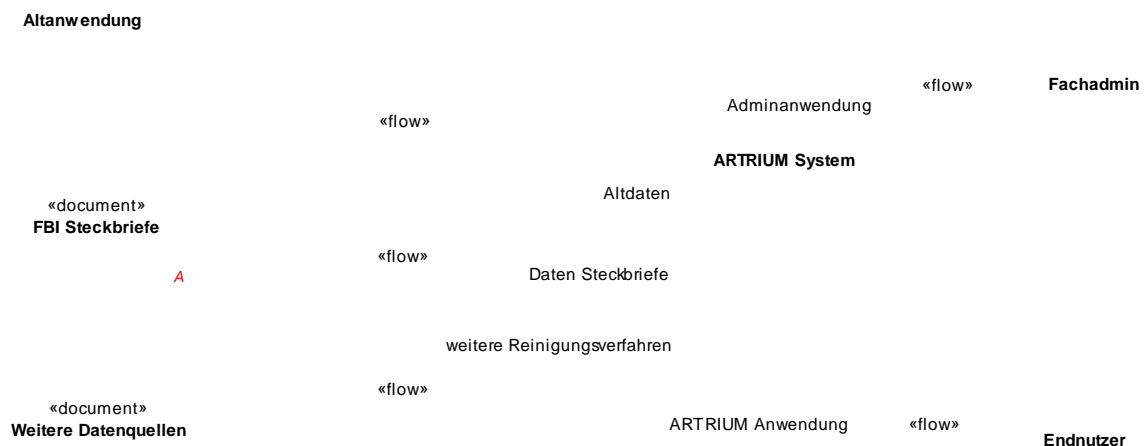 Altanwendung
«flow» Fachadmin
Adminanwendung
«flow»
ARTRIUM System
Altdaten
«document»
FBI Steckbriefe
«flow»
A
Daten Steckbriefe
weitere Reinigungsverfahren
«flow»
«document»
ARTRIUM Anwendung «flow»
Weitere Datenquellen
Endnutzer